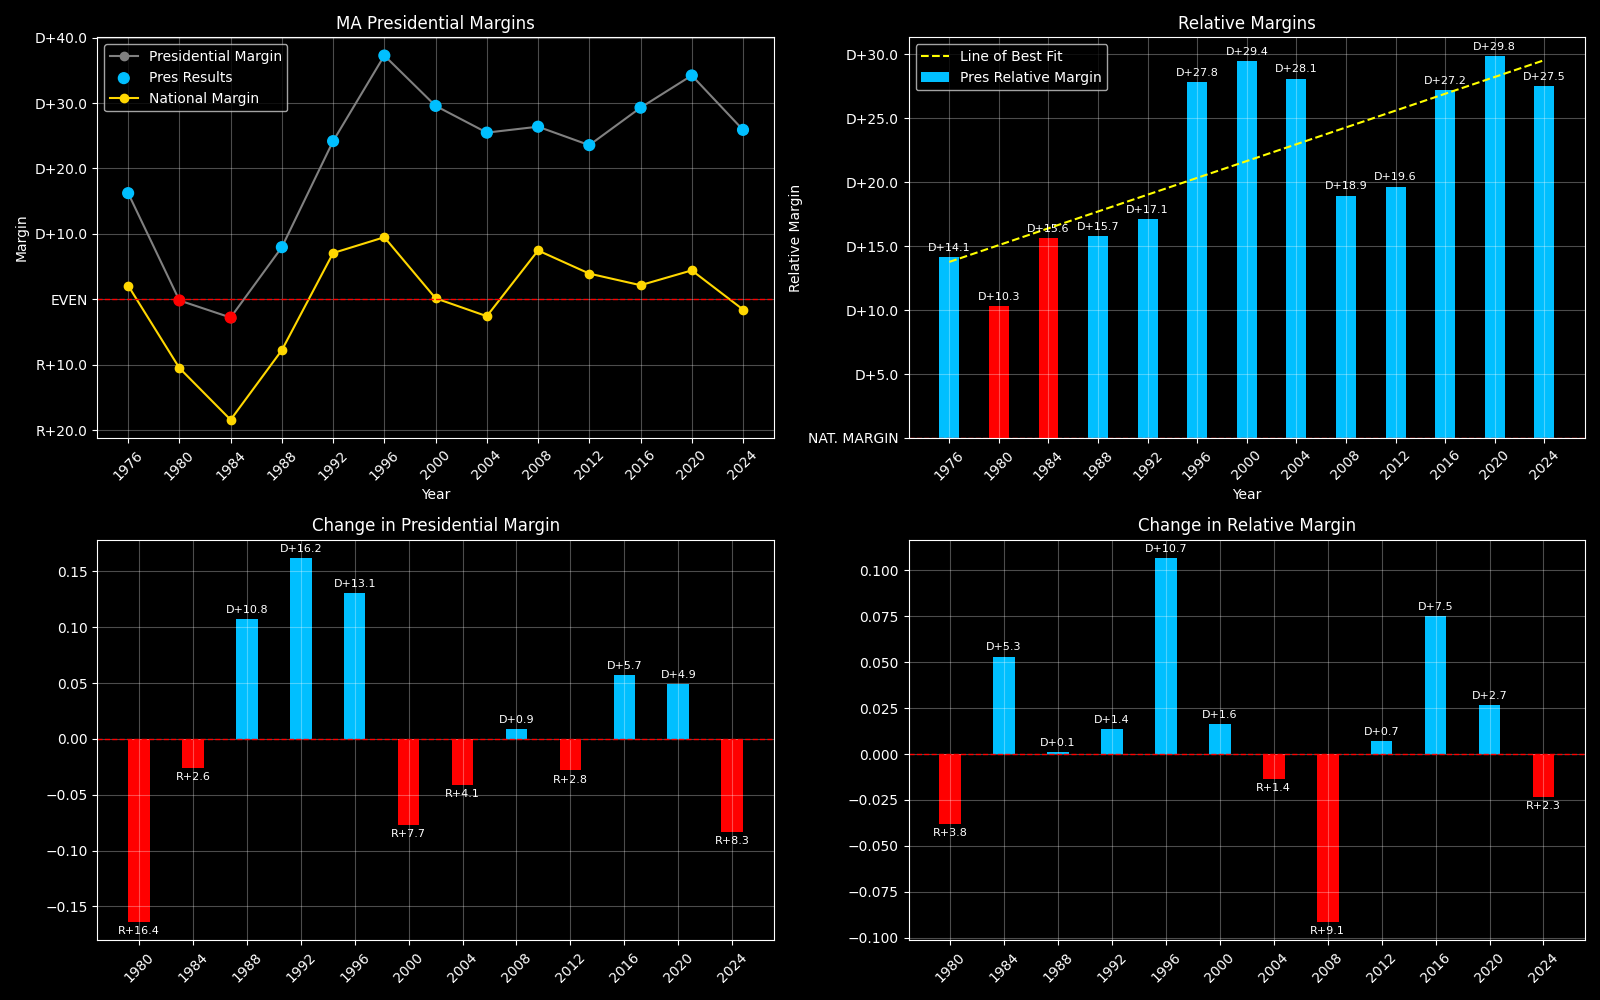 MA Presidential Margins
Presidential Margin
Pres Results
National Margin
D+40.0
D+30.0
D+20.0
D+10.0
EVEN
R+10.0
R+20.0
Margin
1976
1980
1984
1988
1992
1996
2000
2004
2008
2012
2016
2020
2024
Year
Relative Margins
Line of Best Fit
Pres Relative Margin
D+30.0
D+25.0
D+20.0
D+15.0
D+10.0
D+5.0
NAT. MARGIN
Relative Margin
D+14.1
D+10.3
D+15.6
D+15.7
D+17.1
D+27.8
D+29.4
D+28.1
D+18.9
D+19.6
D+27.2
D+29.8
D+27.5
1976
1980
1984
1988
1992
1996
2000
2004
2008
2012
2016
2020
2024
Year
Change in Presidential Margin
0.15
0.10
0.05
0.00
−0.05
−0.10
−0.15
R+16.4
R+2.6
D+10.8
D+16.2
D+13.1
R+7.7
R+4.1
D+0.9
R+2.8
D+5.7
D+4.9
R+8.3
1980
1984
1988
1992
1996
2000
2004
2008
2012
2016
2020
2024
Change in Relative Margin
0.100
0.075
0.050
0.025
0.000
−0.025
−0.050
−0.075
−0.100
R+3.8
D+5.3
D+0.1
D+1.4
D+10.7
D+1.6
R+1.4
R+9.1
D+0.7
D+7.5
D+2.7
R+2.3
1980
1984
1988
1992
1996
2000
2004
2008
2012
2016
2020
2024